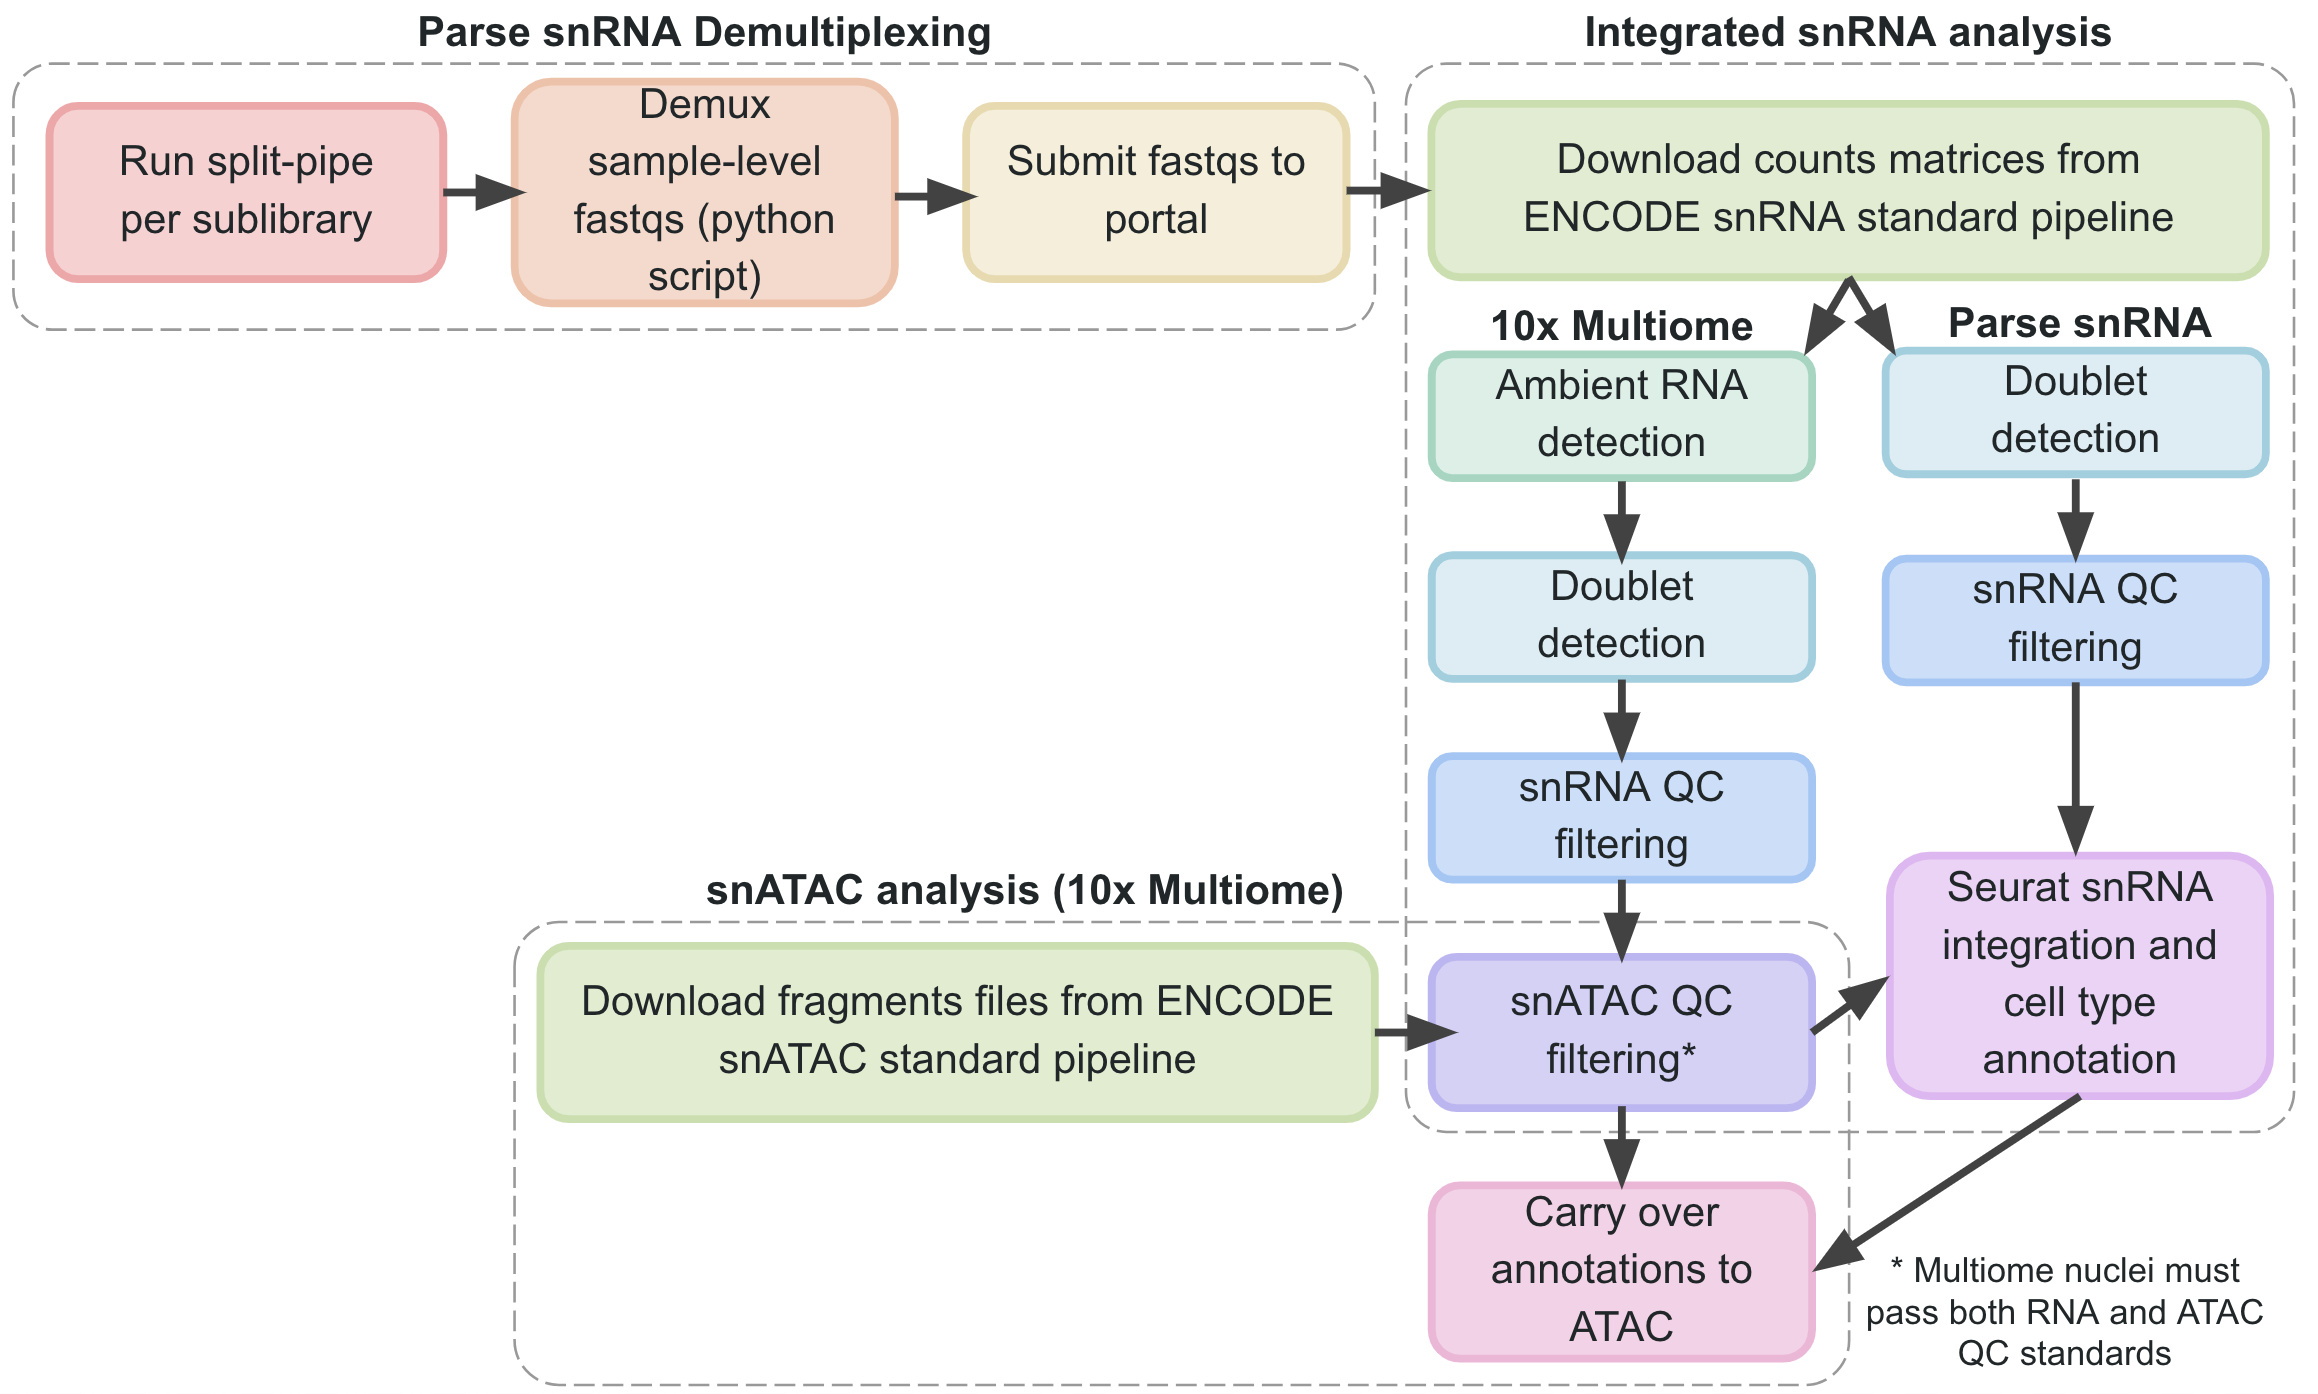 Parse snRNA Demultiplexing
Run split-pipe
per sublibrary
Demux
sample-level
fastqs (python
script)
Submit fastqs to
portal
Integrated snRNA analysis
Download counts matrices from
ENCODE snRNA standard pipeline
10x Multiome
Ambient RNA
detection
Doublet
detection
snRNA QC
filtering
Parse snRNA
Doublet
detection
snRNA QC
filtering
snATAC analysis (10x Multiome)
Download fragments files from ENCODE
snATAC standard pipeline
snATAC QC
filtering*
Seurat snRNA
integration and
cell type
annotation
Carry over
annotations to
ATAC
* Multiome nuclei must
pass both RNA and ATAC
QC standards